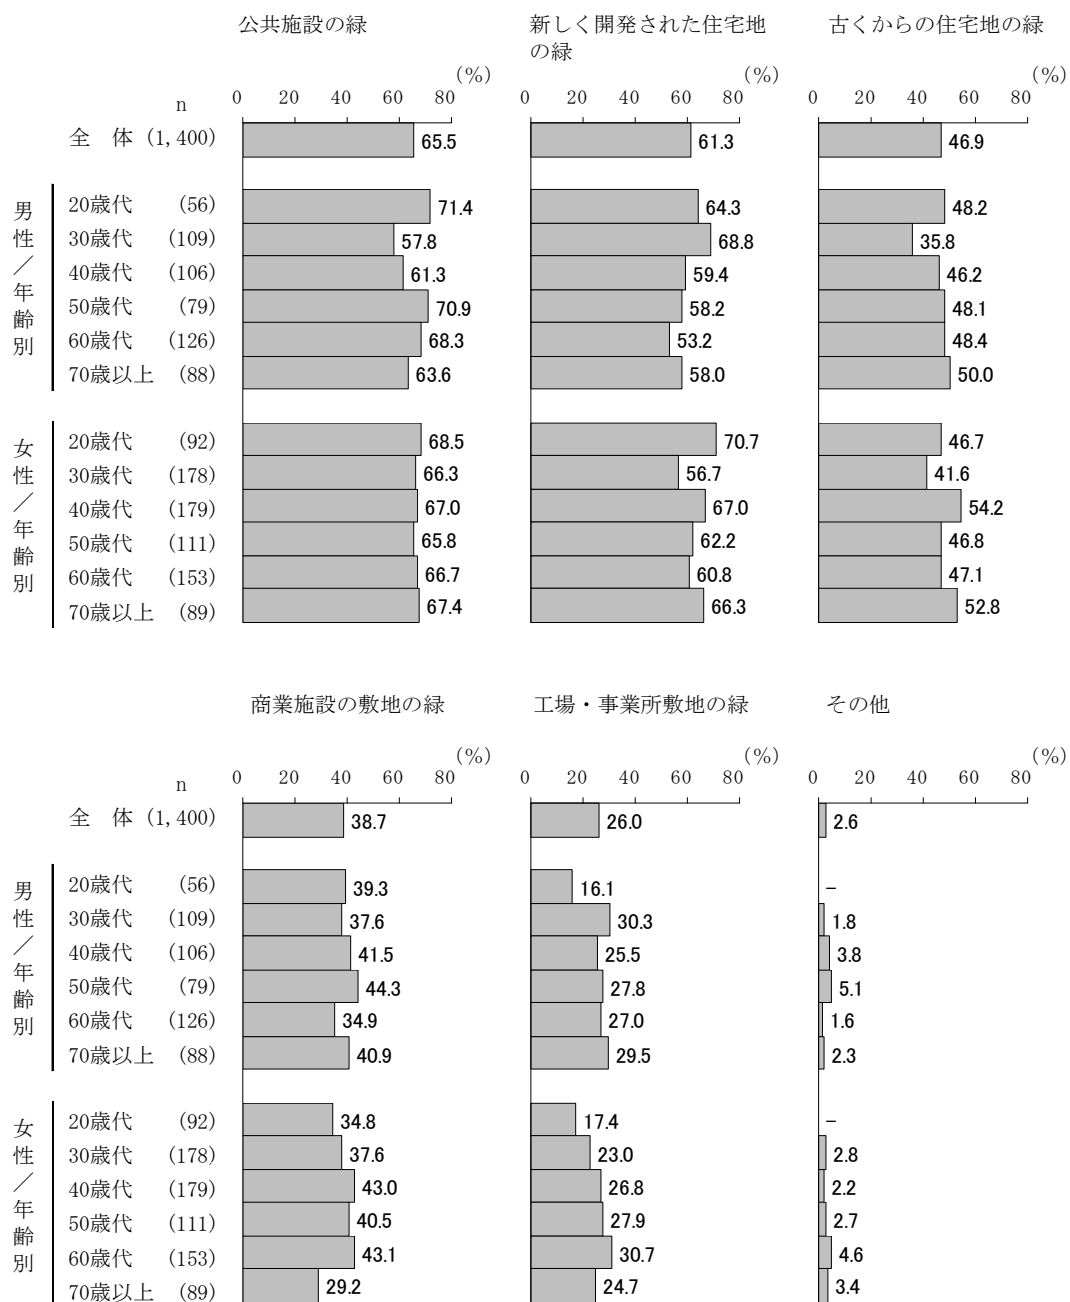 公共施設の緑
新しく開発された住宅地
の緑
古くからの住宅地の緑
(%) (%) (%)
n 0 20 40 60 80 0 20 40 60 80 0 20 40 60 80
全 体 (1,400) 65.5 61.3 46.9
男性／年齢別
20歳代 (56) 71.4 64.3 48.2
30歳代 (109) 57.8 68.8 35.8
40歳代 (106) 61.3 59.4 46.2
50歳代 (79) 70.9 58.2 48.1
60歳代 (126) 68.3 53.2 48.4
70歳以上 (88) 63.6 58.0 50.0
女性／年齢別
20歳代 (92) 68.5 70.7 46.7
30歳代 (178) 66.3 56.7 41.6
40歳代 (179) 67.0 67.0 54.2
50歳代 (111) 65.8 62.2 46.8
60歳代 (153) 66.7 60.8 47.1
70歳以上 (89) 67.4 66.3 52.8
商業施設の敷地の緑 工場・事業所敷地の緑 その他
(%) (%) (%)
n 0 20 40 60 80 0 20 40 60 80 0 20 40 60 80
全 体 (1,400) 38.7 26.0 2.6
男性／年齢別
20歳代 (56) 39.3 16.1 –
30歳代 (109) 37.6 30.3 1.8
40歳代 (106) 41.5 25.5 3.8
50歳代 (79) 44.3 27.8 5.1
60歳代 (126) 34.9 27.0 1.6
70歳以上 (88) 40.9 29.5 2.3
女性／年齢別
20歳代 (92) 34.8 17.4 –
30歳代 (178) 37.6 23.0 2.8
40歳代 (179) 43.0 26.8 2.2
50歳代 (111) 40.5 27.9 2.7
60歳代 (153) 43.1 30.7 4.6
70歳以上 (89) 29.2 24.7 3.4